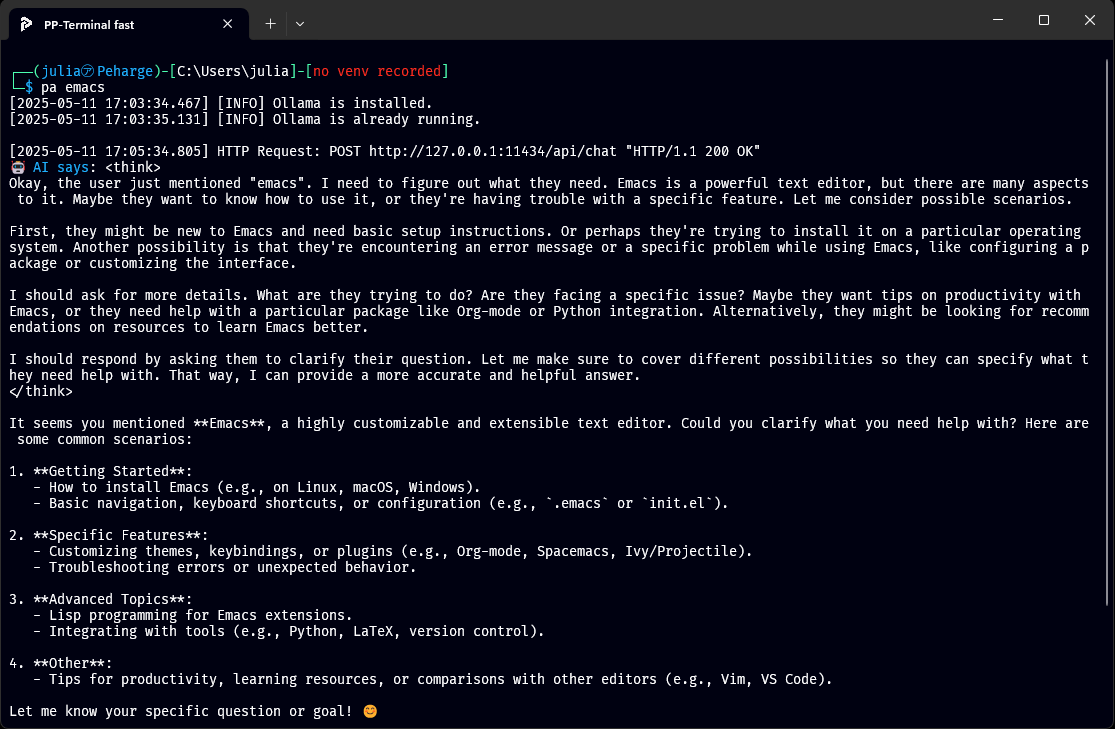 PP-Terminal fast
┌──(julia㋐Peharge)-[C:\Users\julia]-[no venv recorded]
└─$ pa emacs
[2025-05-11 17:03:34.467] [INFO] Ollama is installed.
[2025-05-11 17:03:35.131] [INFO] Ollama is already running.
[2025-05-11 17:05:34.805] HTTP Request: POST http://127.0.0.1:11434/api/chat "HTTP/1.1 200 OK"
🤖 AI says: <think>
Okay, the user just mentioned "emacs". I need to figure out what they need. Emacs is a powerful text editor, but there are many aspects
 to it. Maybe they want to know how to use it, or they're having trouble with a specific feature. Let me consider possible scenarios.
First, they might be new to Emacs and need basic setup instructions. Or perhaps they're trying to install it on a particular operating
system. Another possibility is that they're encountering an error message or a specific problem while using Emacs, like configuring a p
ackage or customizing the interface.
I should ask for more details. What are they trying to do? Are they facing a specific issue? Maybe they want tips on productivity with
Emacs, or they need help with a particular package like Org-mode or Python integration. Alternatively, they might be looking for recomm
endations on resources to learn Emacs better.
I should respond by asking them to clarify their question. Let me make sure to cover different possibilities so they can specify what t
hey need help with. That way, I can provide a more accurate and helpful answer.
</think>
It seems you mentioned **Emacs**, a highly customizable and extensible text editor. Could you clarify what you need help with? Here are
 some common scenarios:
1. **Getting Started**:
   - How to install Emacs (e.g., on Linux, macOS, Windows).
   - Basic navigation, keyboard shortcuts, or configuration (e.g., `.emacs` or `init.el`).
2. **Specific Features**:
   - Customizing themes, keybindings, or plugins (e.g., Org-mode, Spacemacs, Ivy/Projectile).
   - Troubleshooting errors or unexpected behavior.
3. **Advanced Topics**:
   - Lisp programming for Emacs extensions.
   - Integrating with tools (e.g., Python, LaTeX, version control).
4. **Other**:
   - Tips for productivity, learning resources, or comparisons with other editors (e.g., Vim, VS Code).
Let me know your specific question or goal! 😊